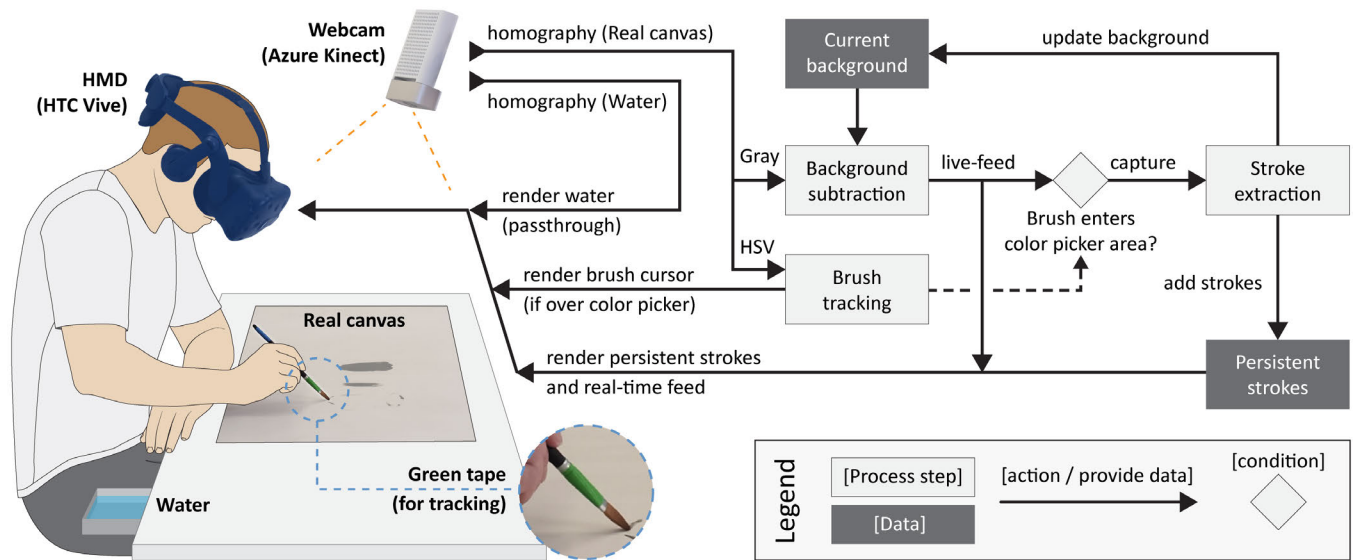 Webcam
(Azure Kinect)
HMD
(HTC Vive)
homography (Real canvas)
homography (Water)
Current
background
update background
Gray
Background
subtraction
live-feed
capture
Stroke
extraction
Brush enters
color picker area?
render water
(passthrough)
HSV
Brush
tracking
render brush cursor
(if over color picker)
add strokes
Real canvas
render persistent strokes
and real-time feed
Persistent
strokes
Green tape
(for tracking)
Water
Legend
[Process step]
[Data]
[action / provide data]
[condition]